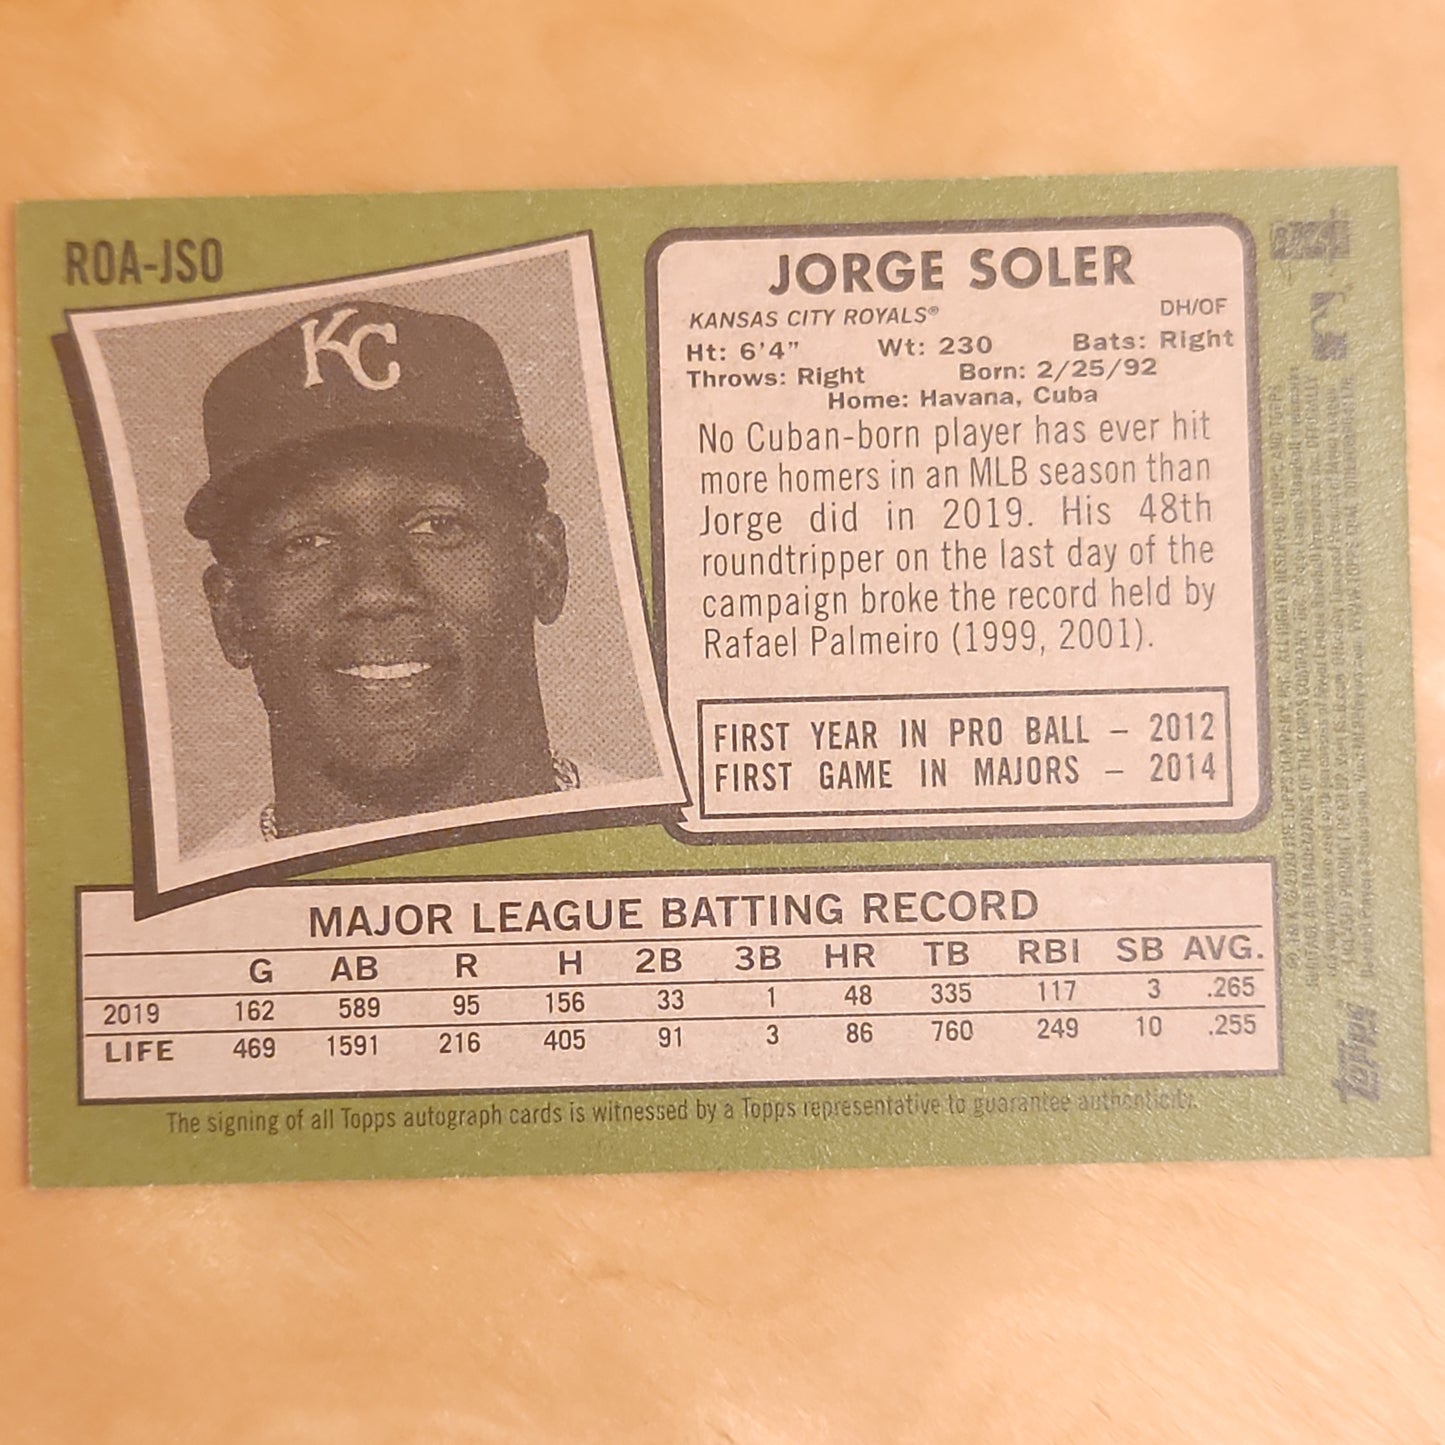 ROA-JSO
KC
JORGE SOLER
KANSAS CITY ROYALS® DH/OF
Ht: 6'4" Wt: 230 Bats: Right
Throws: Right Born: 2/25/92
Home: Havana, Cuba
No Cuban-born player has ever hit
more homers in an MLB season than
Jorge did in 2019. His 48th
roundtripper on the last day of the
campaign broke the record held by
Rafael Palmeiro (1999, 2001).
FIRST YEAR IN PRO BALL – 2012
FIRST GAME IN MAJORS – 2014
MAJOR LEAGUE BATTING RECORD
G AB R H 2B 3B HR TB RBI SB AVG.
2019 162 589 95 156 33 1 48 335 117 3 .265
LIFE 469 1591 216 405 91 3 86 760 249 10 .255
The signing of all Topps autograph cards is witnessed by a Topps representative to guarantee authenticity.